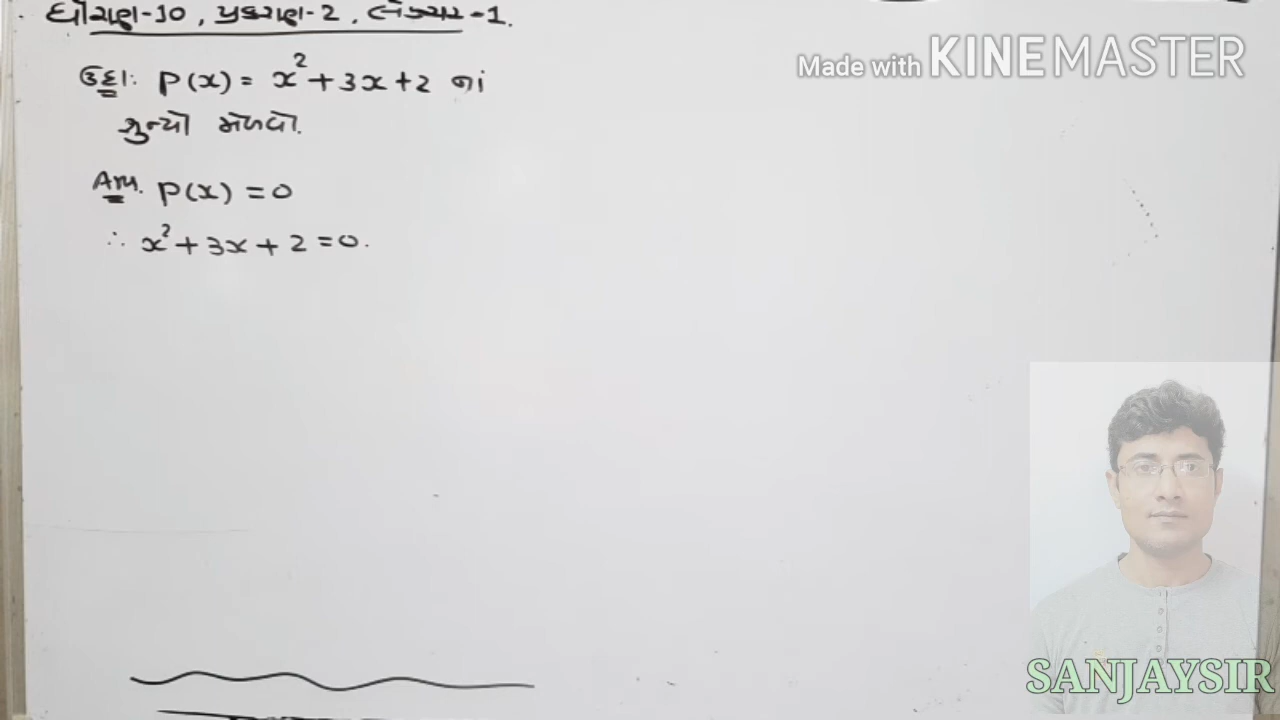 ધોરણ-10, પ્રકરણ-2, લેક્ચર-1.
Made with KINEMASTER
ઉદા: P(x) = x² + 3x + 2 નાં
શુન્યો મેળવો.
Ans. P(x) = 0
∴ x² + 3x + 2 = 0.
SANJAYSIR